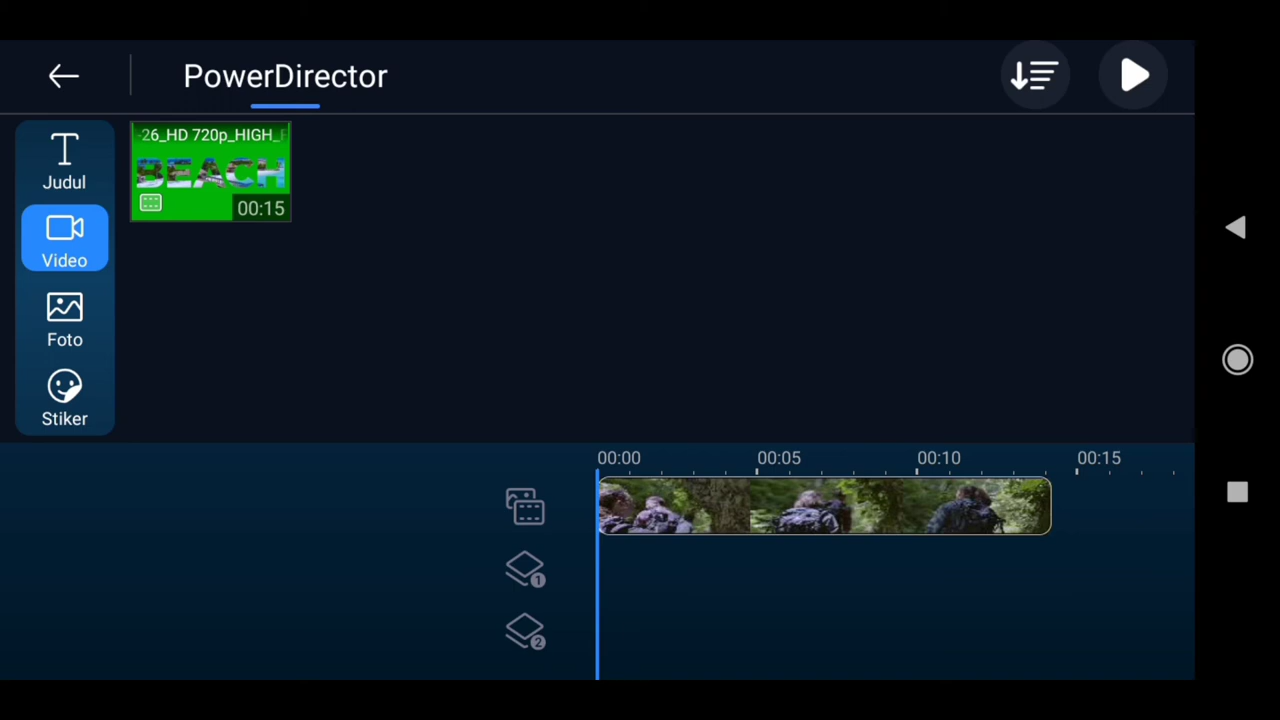 PowerDirector
Judul
-26_HD 720p_HIGH_
BEACH
00:15
Video
Foto
Stiker
00:00
00:05
00:10
00:15
1
2